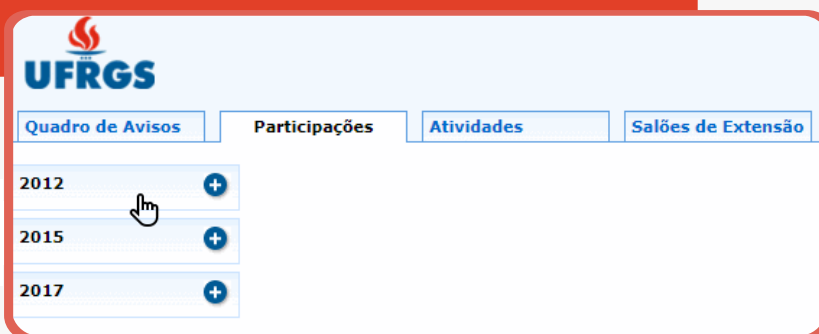 UFRGS
Quadro de Avisos Participações Atividades Salões de Extensão
2012
2015
2017